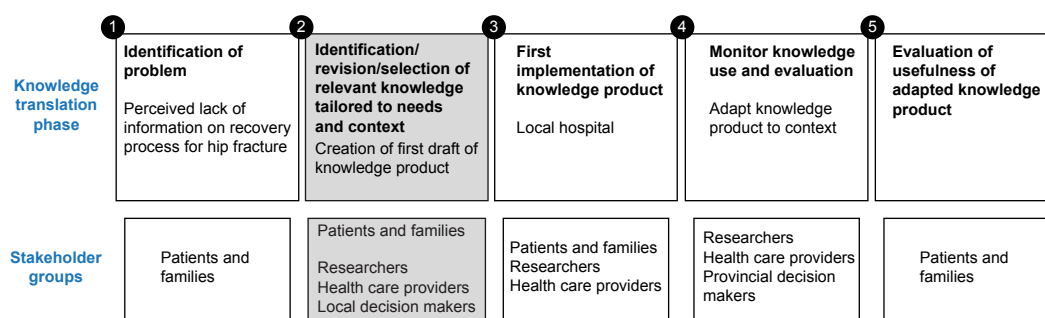 1
2
3
4
5
Knowledge
translation
phase
Identification of
problem
Perceived lack of
information on recovery
process for hip fracture
Identification/
revision/selection of
relevant knowledge
tailored to needs
and context
Creation of first draft of
knowledge product
First
implementation of
knowledge product
Local hospital
Monitor knowledge
use and evaluation
Adapt knowledge
product to context
Evaluation of
usefulness of
adapted knowledge
product
Stakeholder
groups
Patients and
families
Patients and families
Researchers
Health care providers
Local decision makers
Patients and families
Researchers
Health care providers
Researchers
Health care providers
Provincial decision
makers
Patients and
families